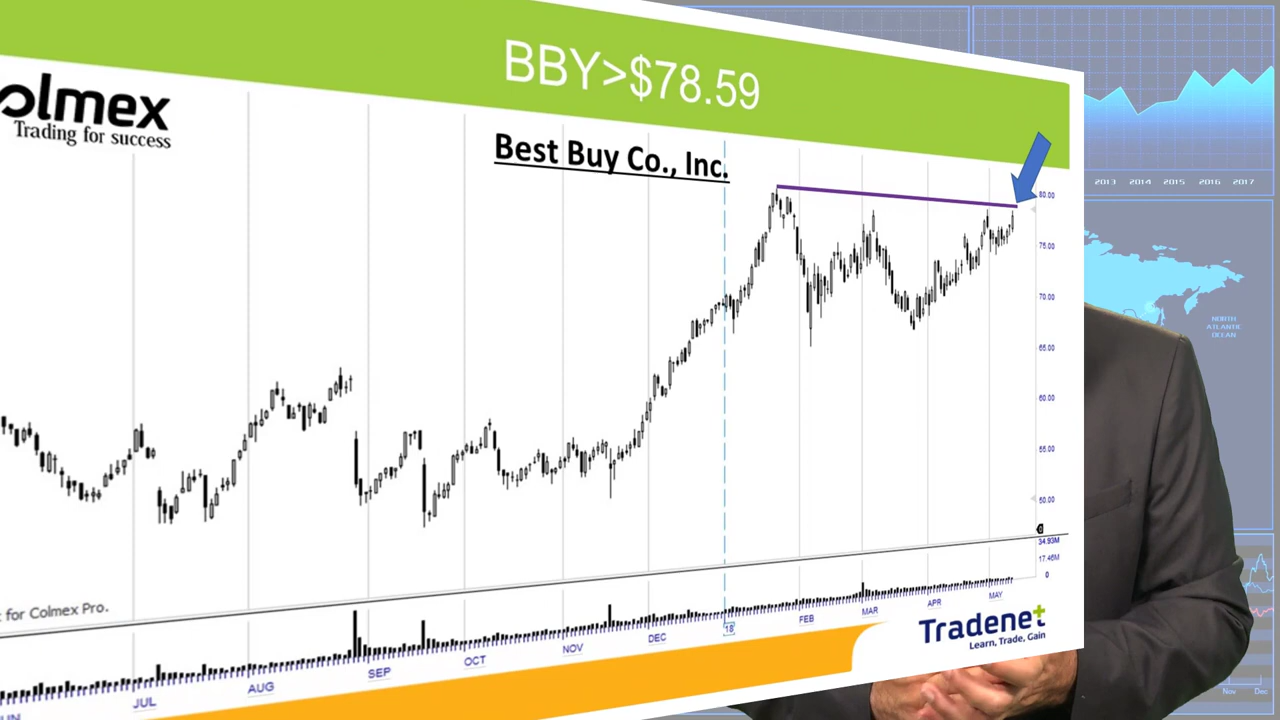 BBY>$78.59
olmex
Trading for success
Best Buy Co., Inc.
80.00
75.00
70.00
65.00
60.00
55.00
50.00
34.93M
17.46M
0
for Colmex Pro.
JUL
AUG
SEP
OCT
NOV
DEC
18
FEB
MAR
APR
MAY
Tradenet
Learn, Trade, Gain
2013 2014 2015 2016 2017
NORTH
ATLANTIC
OCEAN
Nov Dec